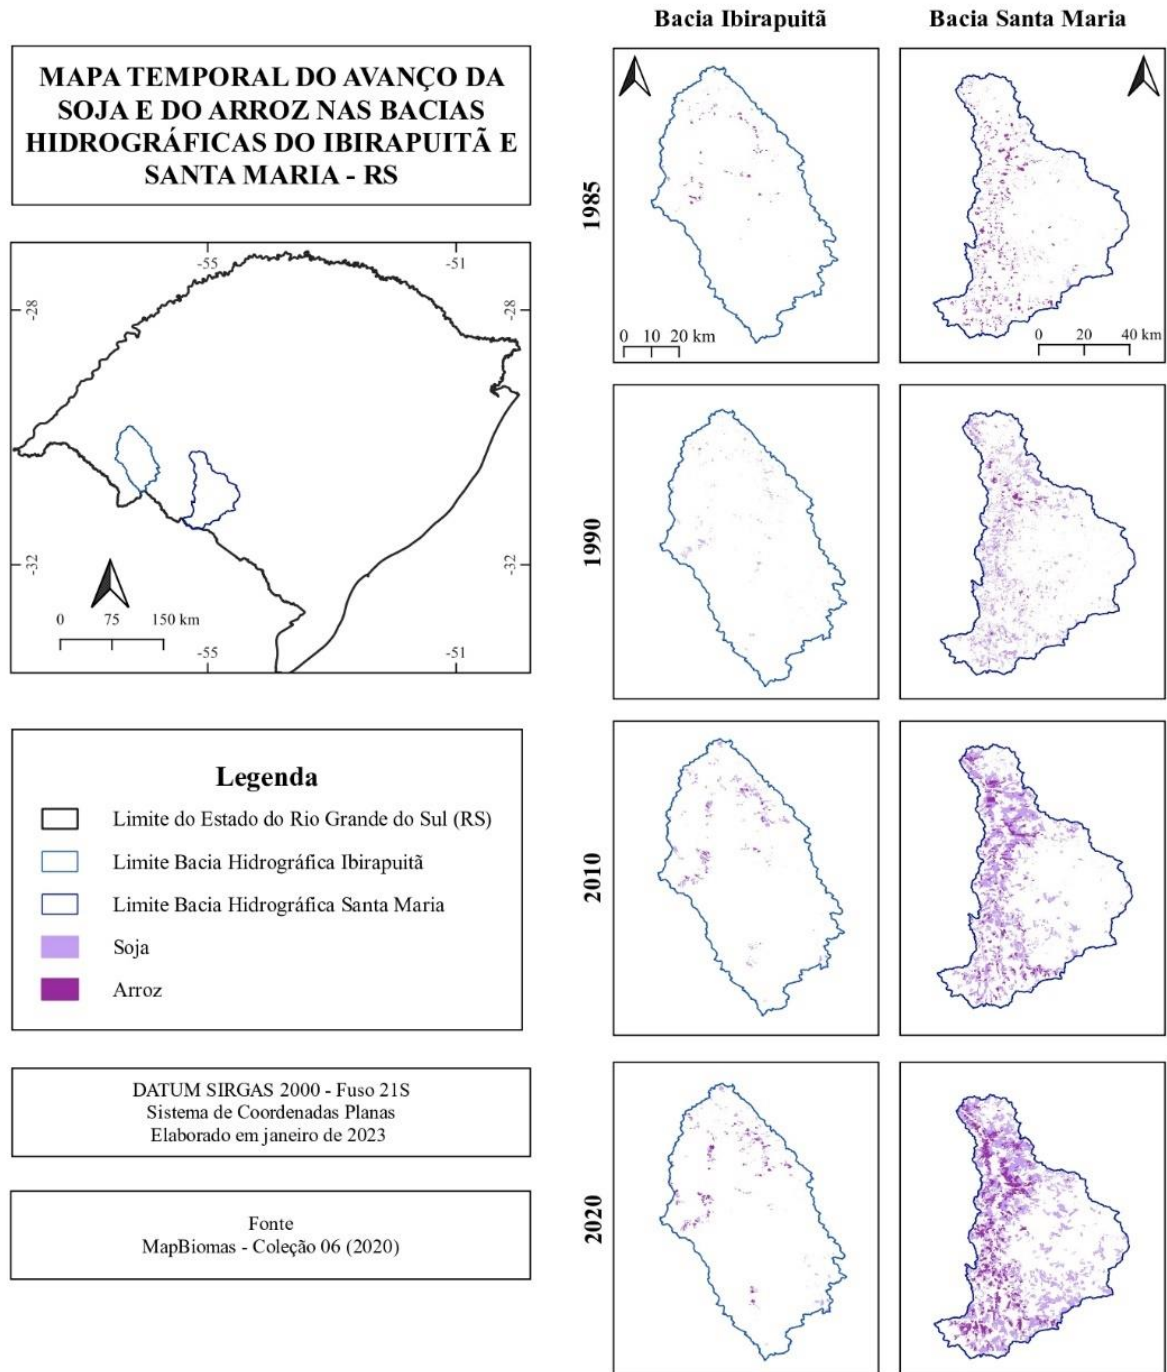 MAPA TEMPORAL DO AVANÇO DA
SOJA E DO ARROZ NAS BACIAS
HIDROGRÁFICAS DO IBIRAPUITÃ E
SANTA MARIA - RS
-55
-51
-28
-28
-32
-32
0 75 150 km
-55
-51
Legenda
Limite do Estado do Rio Grande do Sul (RS)
Limite Bacia Hidrográfica Ibirapuitã
Limite Bacia Hidrográfica Santa Maria
Soja
Arroz
DATUM SIRGAS 2000 - Fuso 21S
Sistema de Coordenadas Planas
Elaborado em janeiro de 2023
Fonte
MapBiomas - Coleção 06 (2020)
Bacia Ibirapuitã
Bacia Santa Maria
1985
0 10 20 km
0 20 40 km
1990
2010
2020